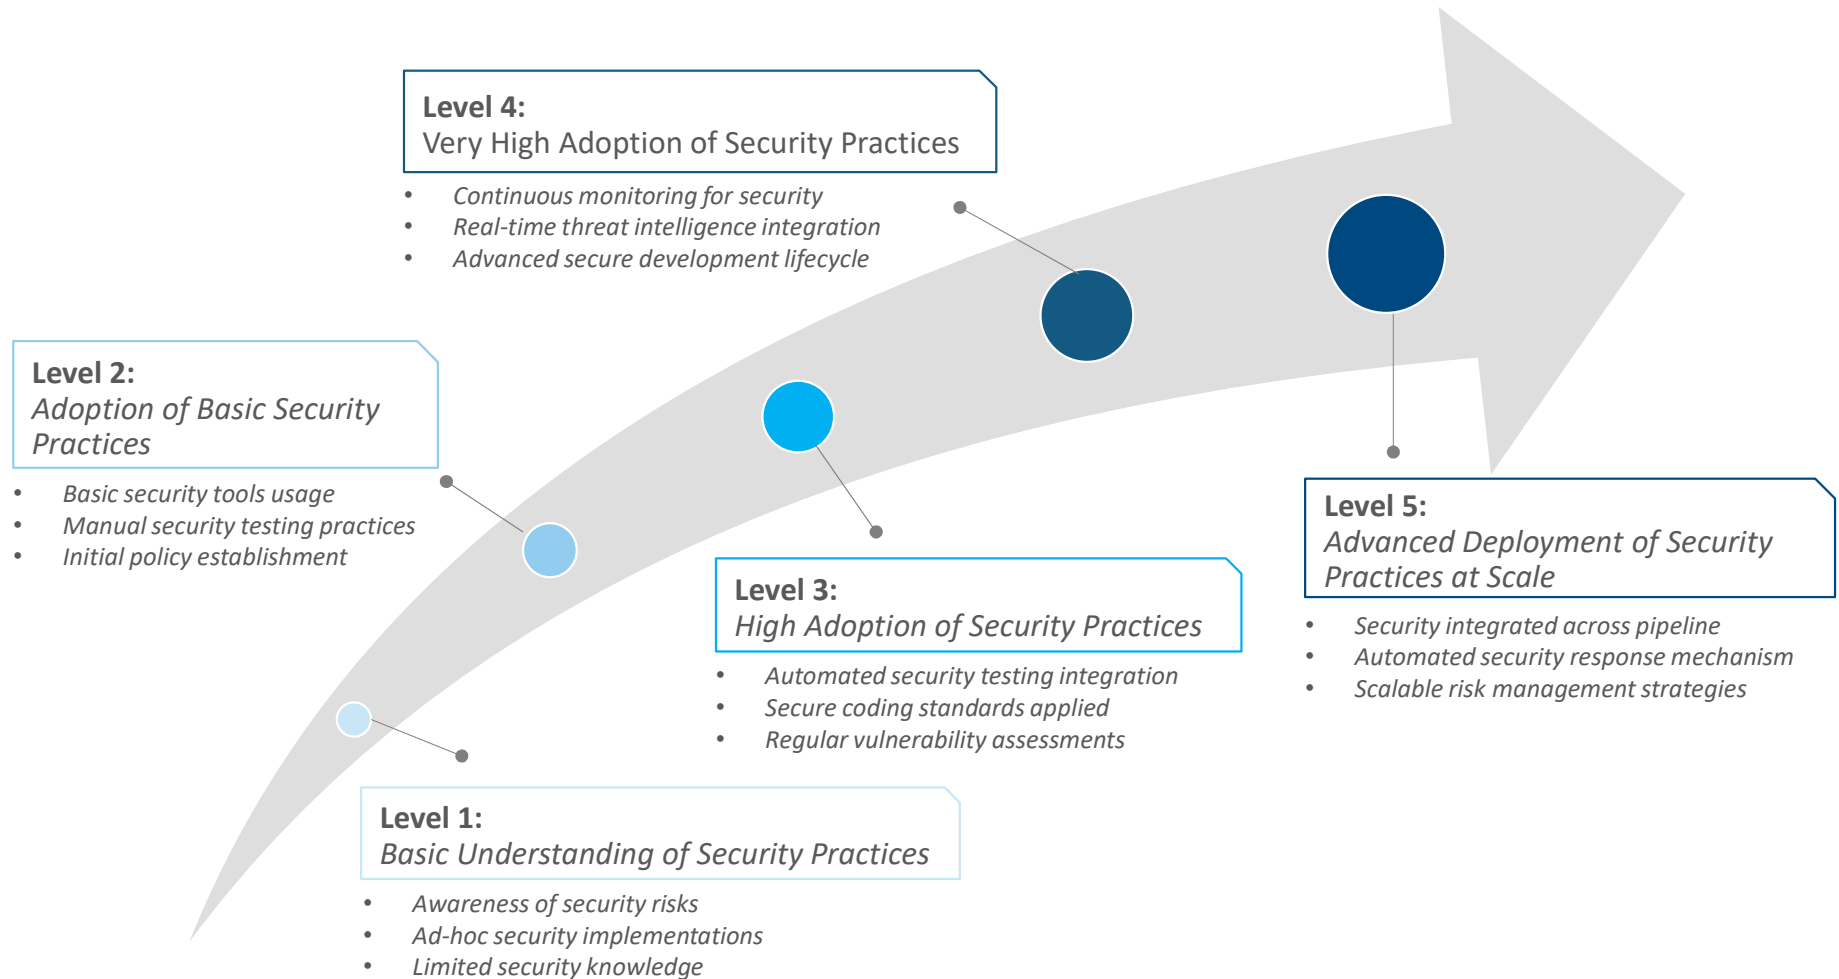 Level 4:
Very High Adoption of Security Practices
• Continuous monitoring for security
• Real-time threat intelligence integration
• Advanced secure development lifecycle
Level 2:
Adoption of Basic Security
Practices
• Basic security tools usage
• Manual security testing practices
• Initial policy establishment
Level 5:
Advanced Deployment of Security
Practices at Scale
• Security integrated across pipeline
• Automated security response mechanism
• Scalable risk management strategies
Level 3:
High Adoption of Security Practices
• Automated security testing integration
• Secure coding standards applied
• Regular vulnerability assessments
Level 1:
Basic Understanding of Security Practices
• Awareness of security risks
• Ad-hoc security implementations
• Limited security knowledge